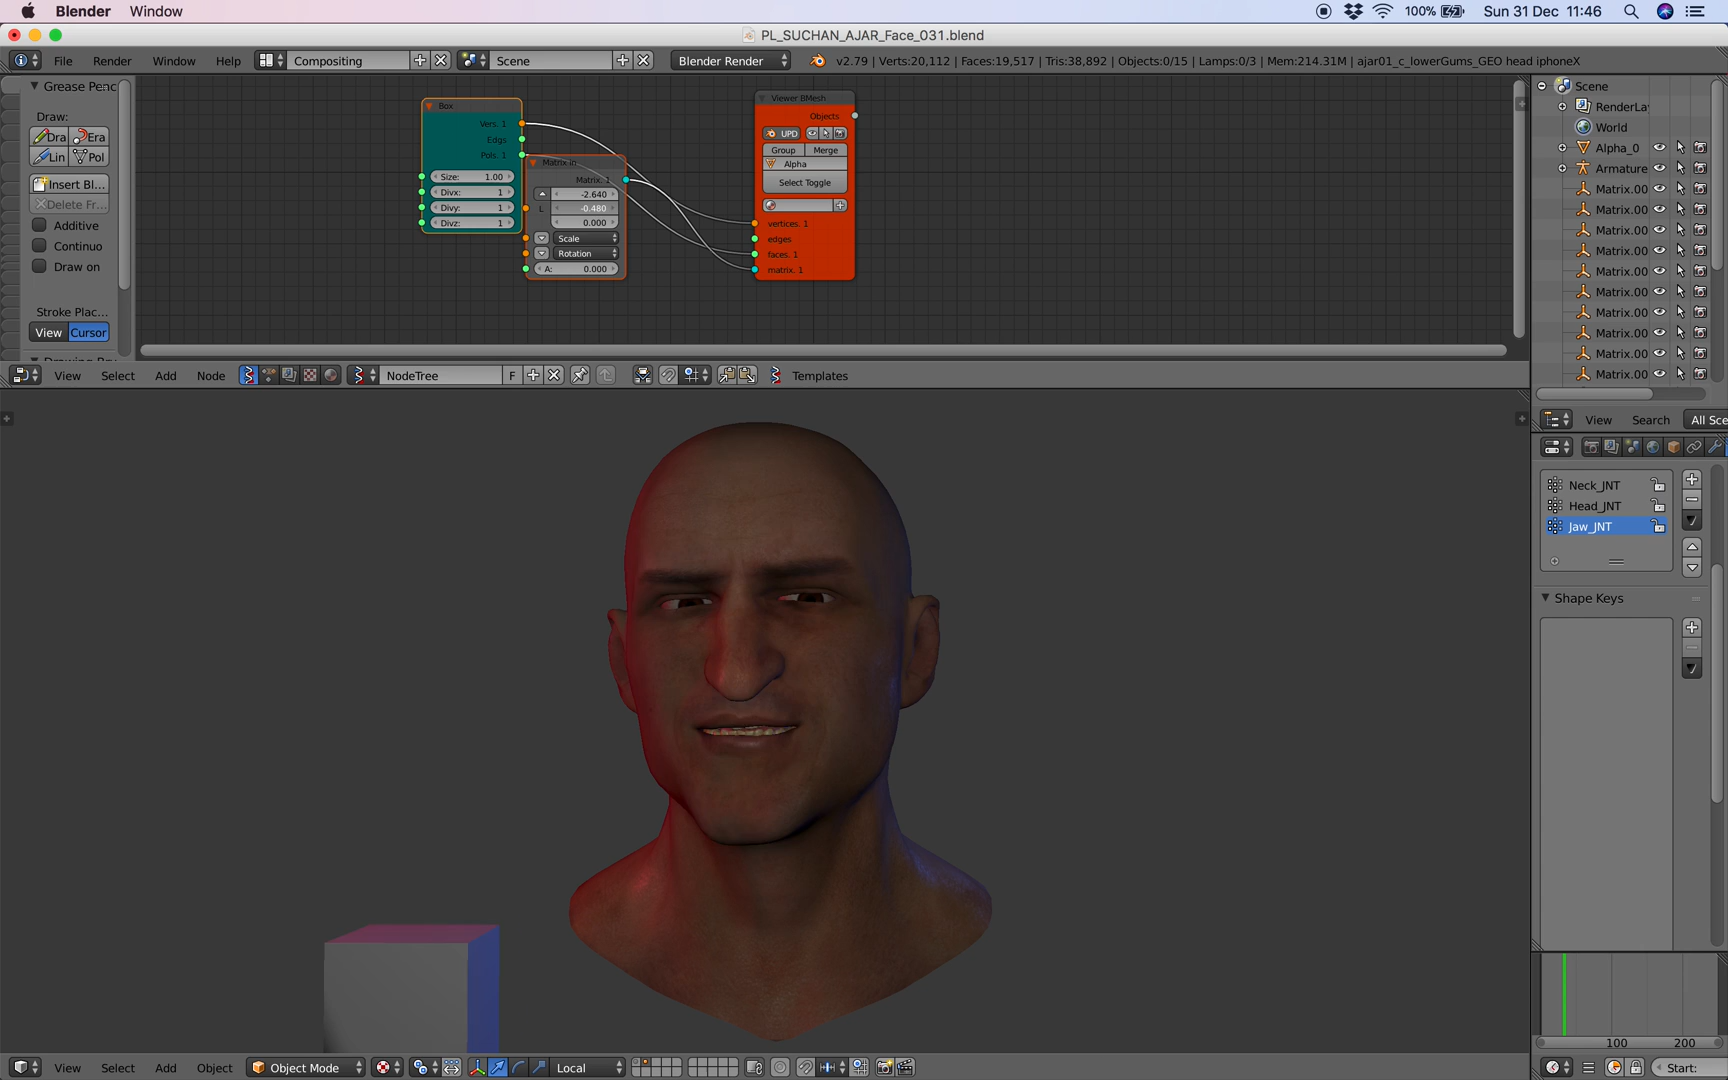 Blender Window 100% Sun 31 Dec 11:46
PL_SUCHAN_AJAR_Face_031.blend
File Render Window Help Compositing Scene Blender Render v2.79 | Verts:20,112 | Faces:19,517 | Tris:38,892 | Objects:0/15 | Lamps:0/3 | Mem:214.31M | ajar01_c_lowerGums_GEO head iphoneX
Grease Penc
Draw:
Dra Era
Lin Pol
Insert Bl...
Delete Fr...
Additive
Continuo
Draw on
Stroke Plac...
View Cursor
Box
Vers. 1
Edgs
Pols. 1
Size: 1.00
Divx: 1
Divy: 1
Divz: 1
Matrix in
Matrix. 1
-2.640
L -0.480
0.000
Scale
Rotation
A: 0.000
Viewer BMesh
Objects
UPD
Group Merge
Alpha
Select Toggle
vertices. 1
edges
faces. 1
matrix. 1
Scene
RenderLay
World
Alpha_0
Armature
Matrix.00
Matrix.00
Matrix.00
Matrix.00
Matrix.00
Matrix.00
Matrix.00
Matrix.00
Matrix.00
Matrix.00
View Select Add Node NodeTree F Templates
View Search All Sce
Neck_JNT
Head_JNT
Jaw_JNT
Shape Keys
100 200
View Select Add Object Object Mode Local
Start: